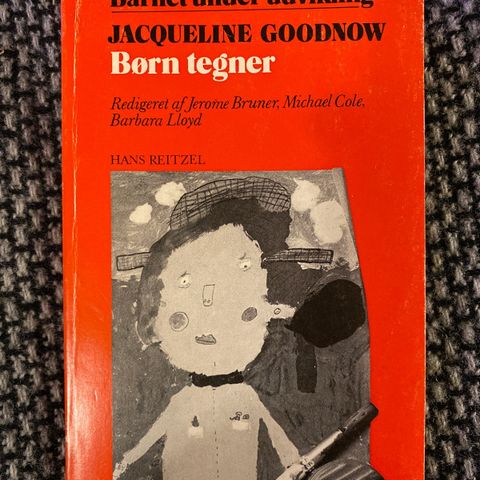 Barnet under udvikling
JACQUELINE GOODNOW
Børn tegner
Redigeret af Jerome Bruner, Michael Cole,
Barbara Lloyd
HANS REITZEL